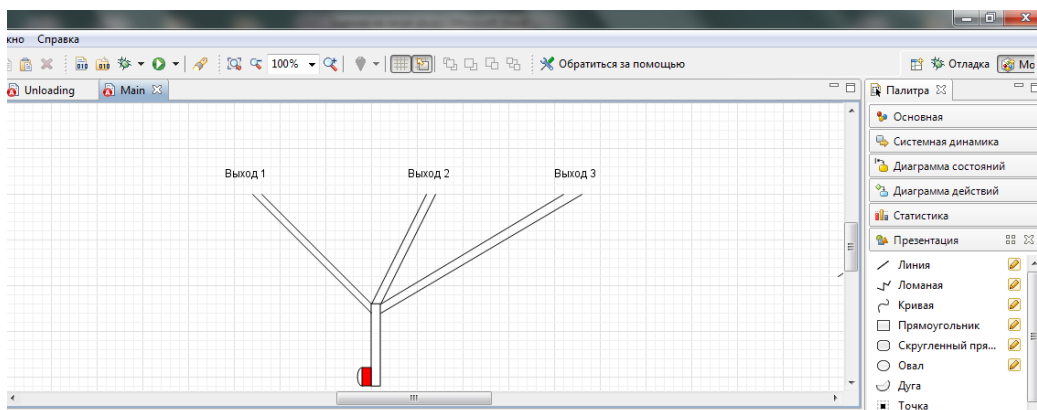 кно Справка
100% Обратиться за помощью Отладка Мо
Unloading Main Палитра
Основная
Системная динамика
Диаграмма состояний
Диаграмма действий
Статистика
Презентация
Линия
Ломаная
Кривая
Прямоугольник
Скругленный пря...
Овал
Дуга
Точка
Выход 1 Выход 2 Выход 3